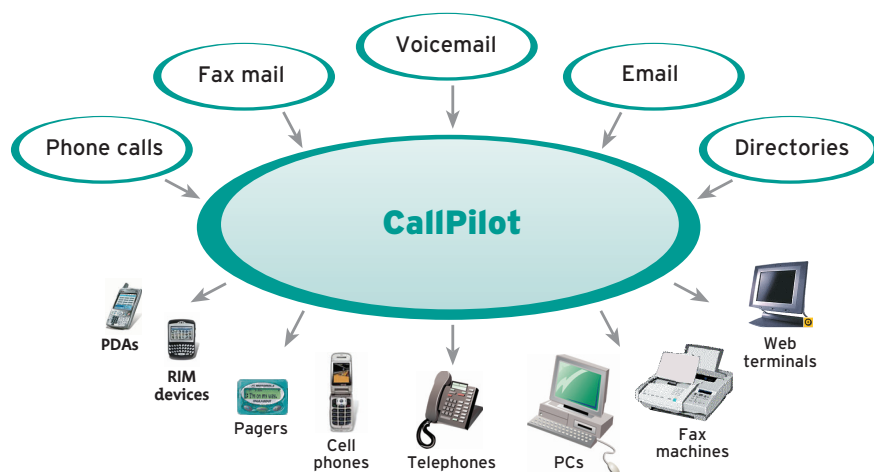 Voicemail
Fax mail
Email
Phone calls
Directories
CallPilot
PDAs
RIM
devices
Pagers
Cell
phones
Telephones
PCs
Fax
machines
Web
terminals